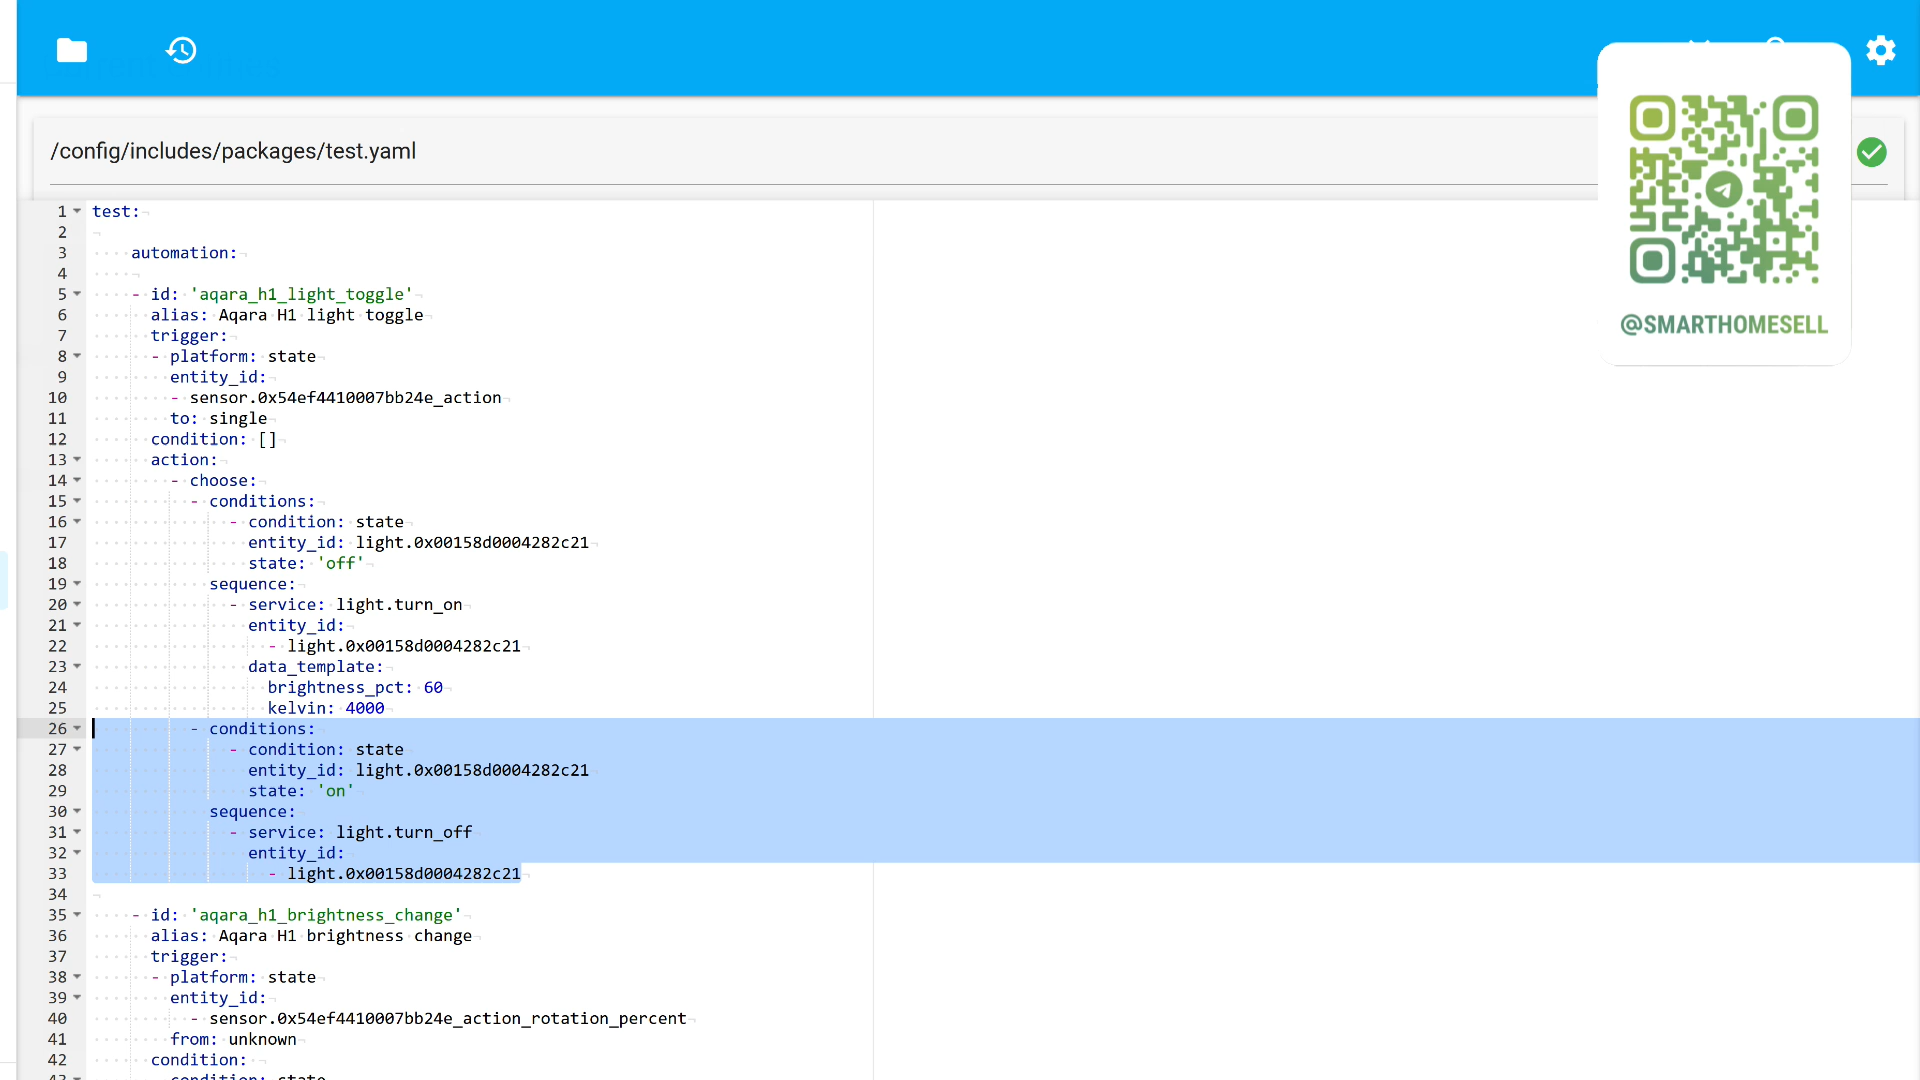 /config/includes/packages/test.yaml
@SMARTHOMESELL
1 test:
2
3 automation:
4
5 - id: 'aqara_h1_light_toggle'
6 alias: Aqara H1 light toggle
7 trigger:
8 - platform: state
9 entity_id:
10 - sensor.0x54ef4410007bb24e_action
11 to: single
12 condition: []
13 action:
14 - choose:
15 - conditions:
16 - condition: state
17 entity_id: light.0x00158d0004282c21
18 state: 'off'
19 sequence:
20 - service: light.turn_on
21 entity_id:
22 - light.0x00158d0004282c21
23 data_template:
24 brightness_pct: 60
25 kelvin: 4000
26 - conditions:
27 - condition: state
28 entity_id: light.0x00158d0004282c21
29 state: 'on'
30 sequence:
31 - service: light.turn_off
32 entity_id:
33 - light.0x00158d0004282c21
34
35 - id: 'aqara_h1_brightness_change'
36 alias: Aqara H1 brightness change
37 trigger:
38 - platform: state
39 entity_id:
40 - sensor.0x54ef4410007bb24e_action_rotation_percent
41 from: unknown
42 condition:
43 condition: state